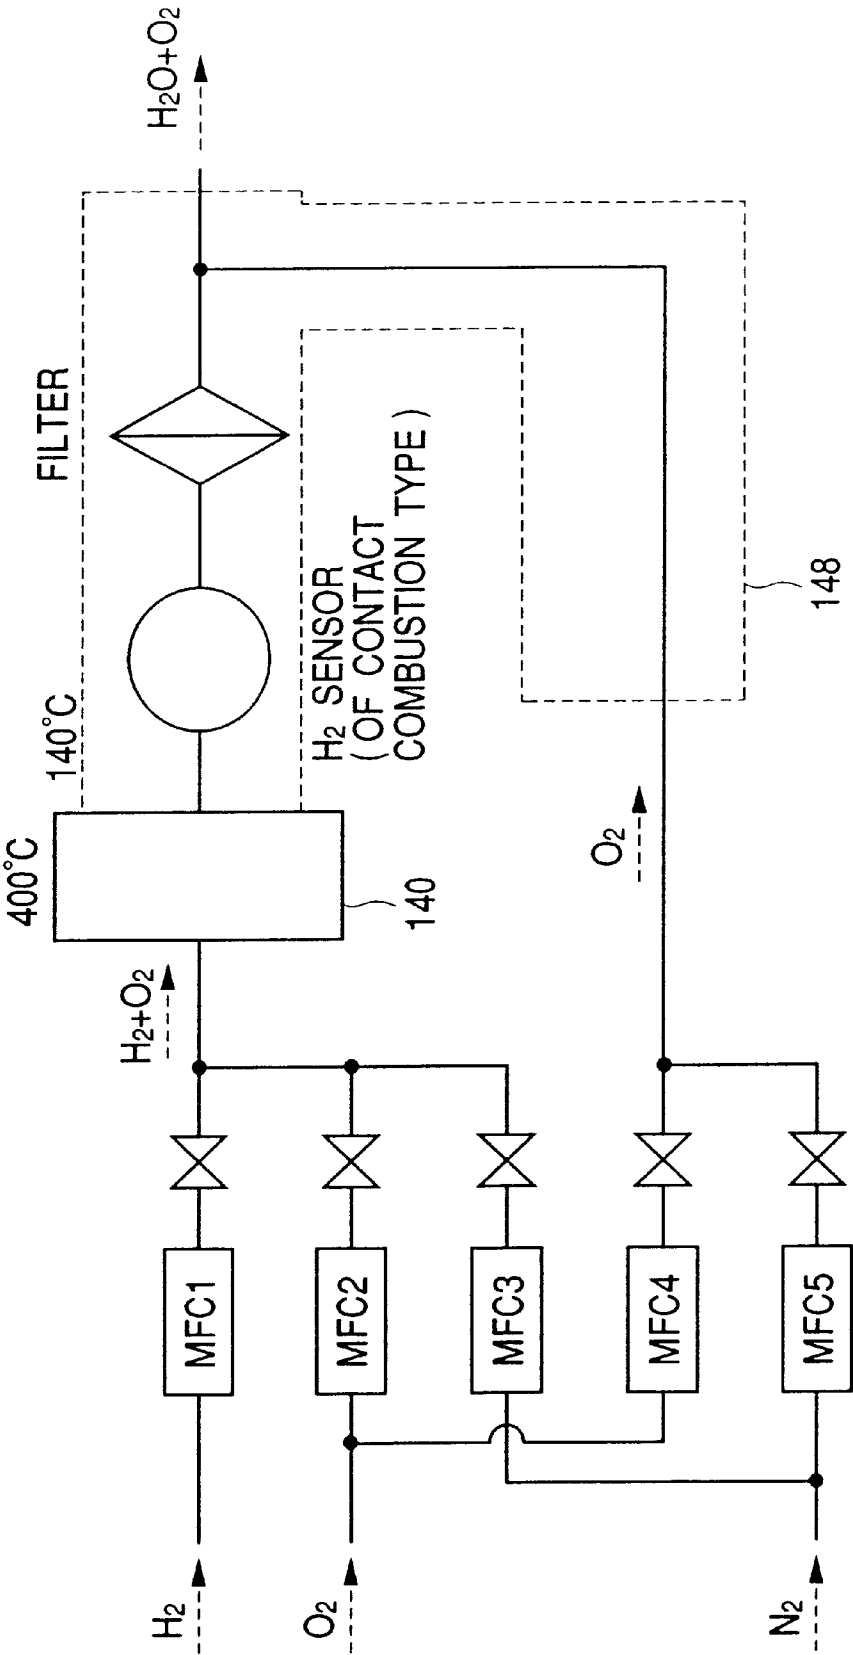 H2
MFC1
O2
MFC2
MFC3
MFC4
N2
MFC5
H2+O2
400°C
140
140°C
H2 SENSOR
(OF CONTACT
COMBUSTION TYPE)
FILTER
O2
148
H2O+O2